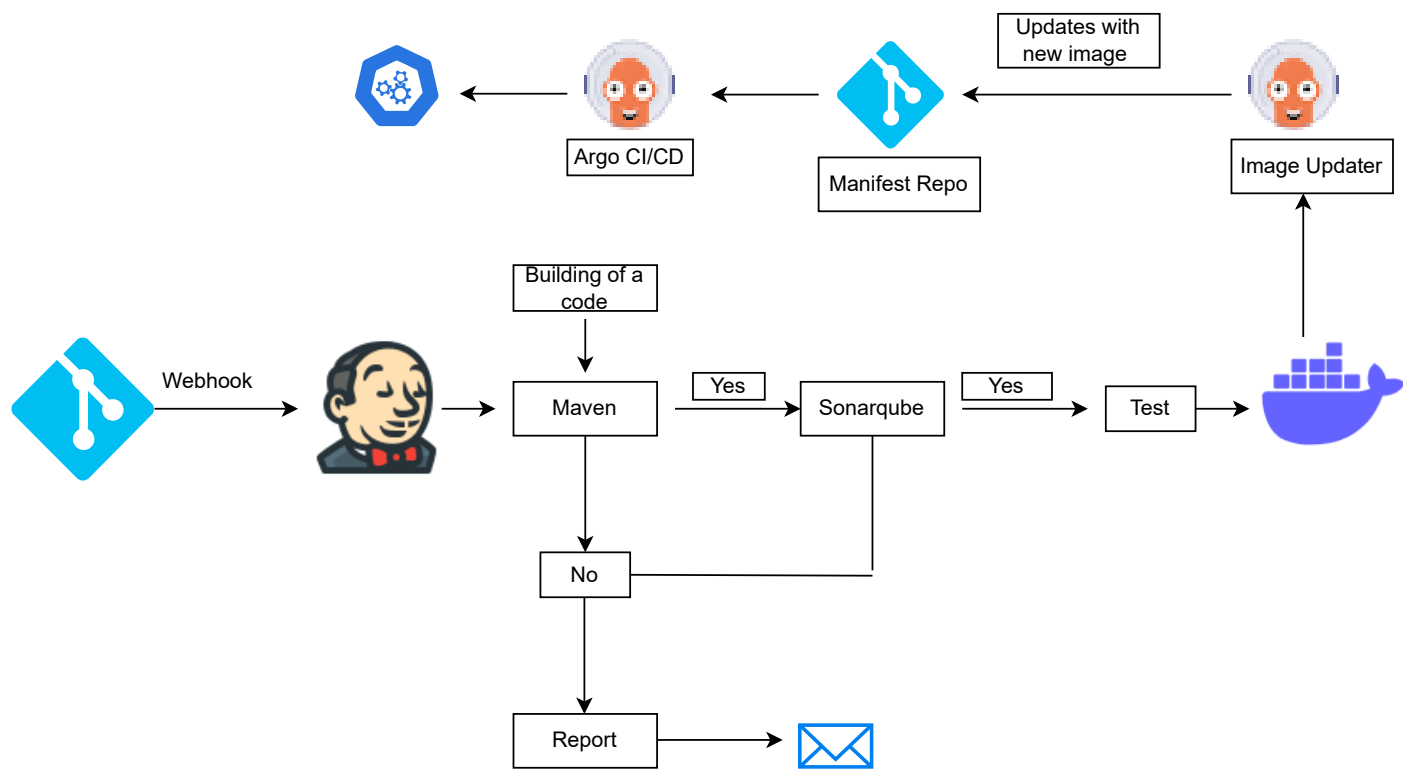 Updates with
new image
Argo CI/CD
Manifest Repo
Image Updater
Building of a
code
Webhook
Maven
Yes
Sonarqube
Yes
Test
No
Report